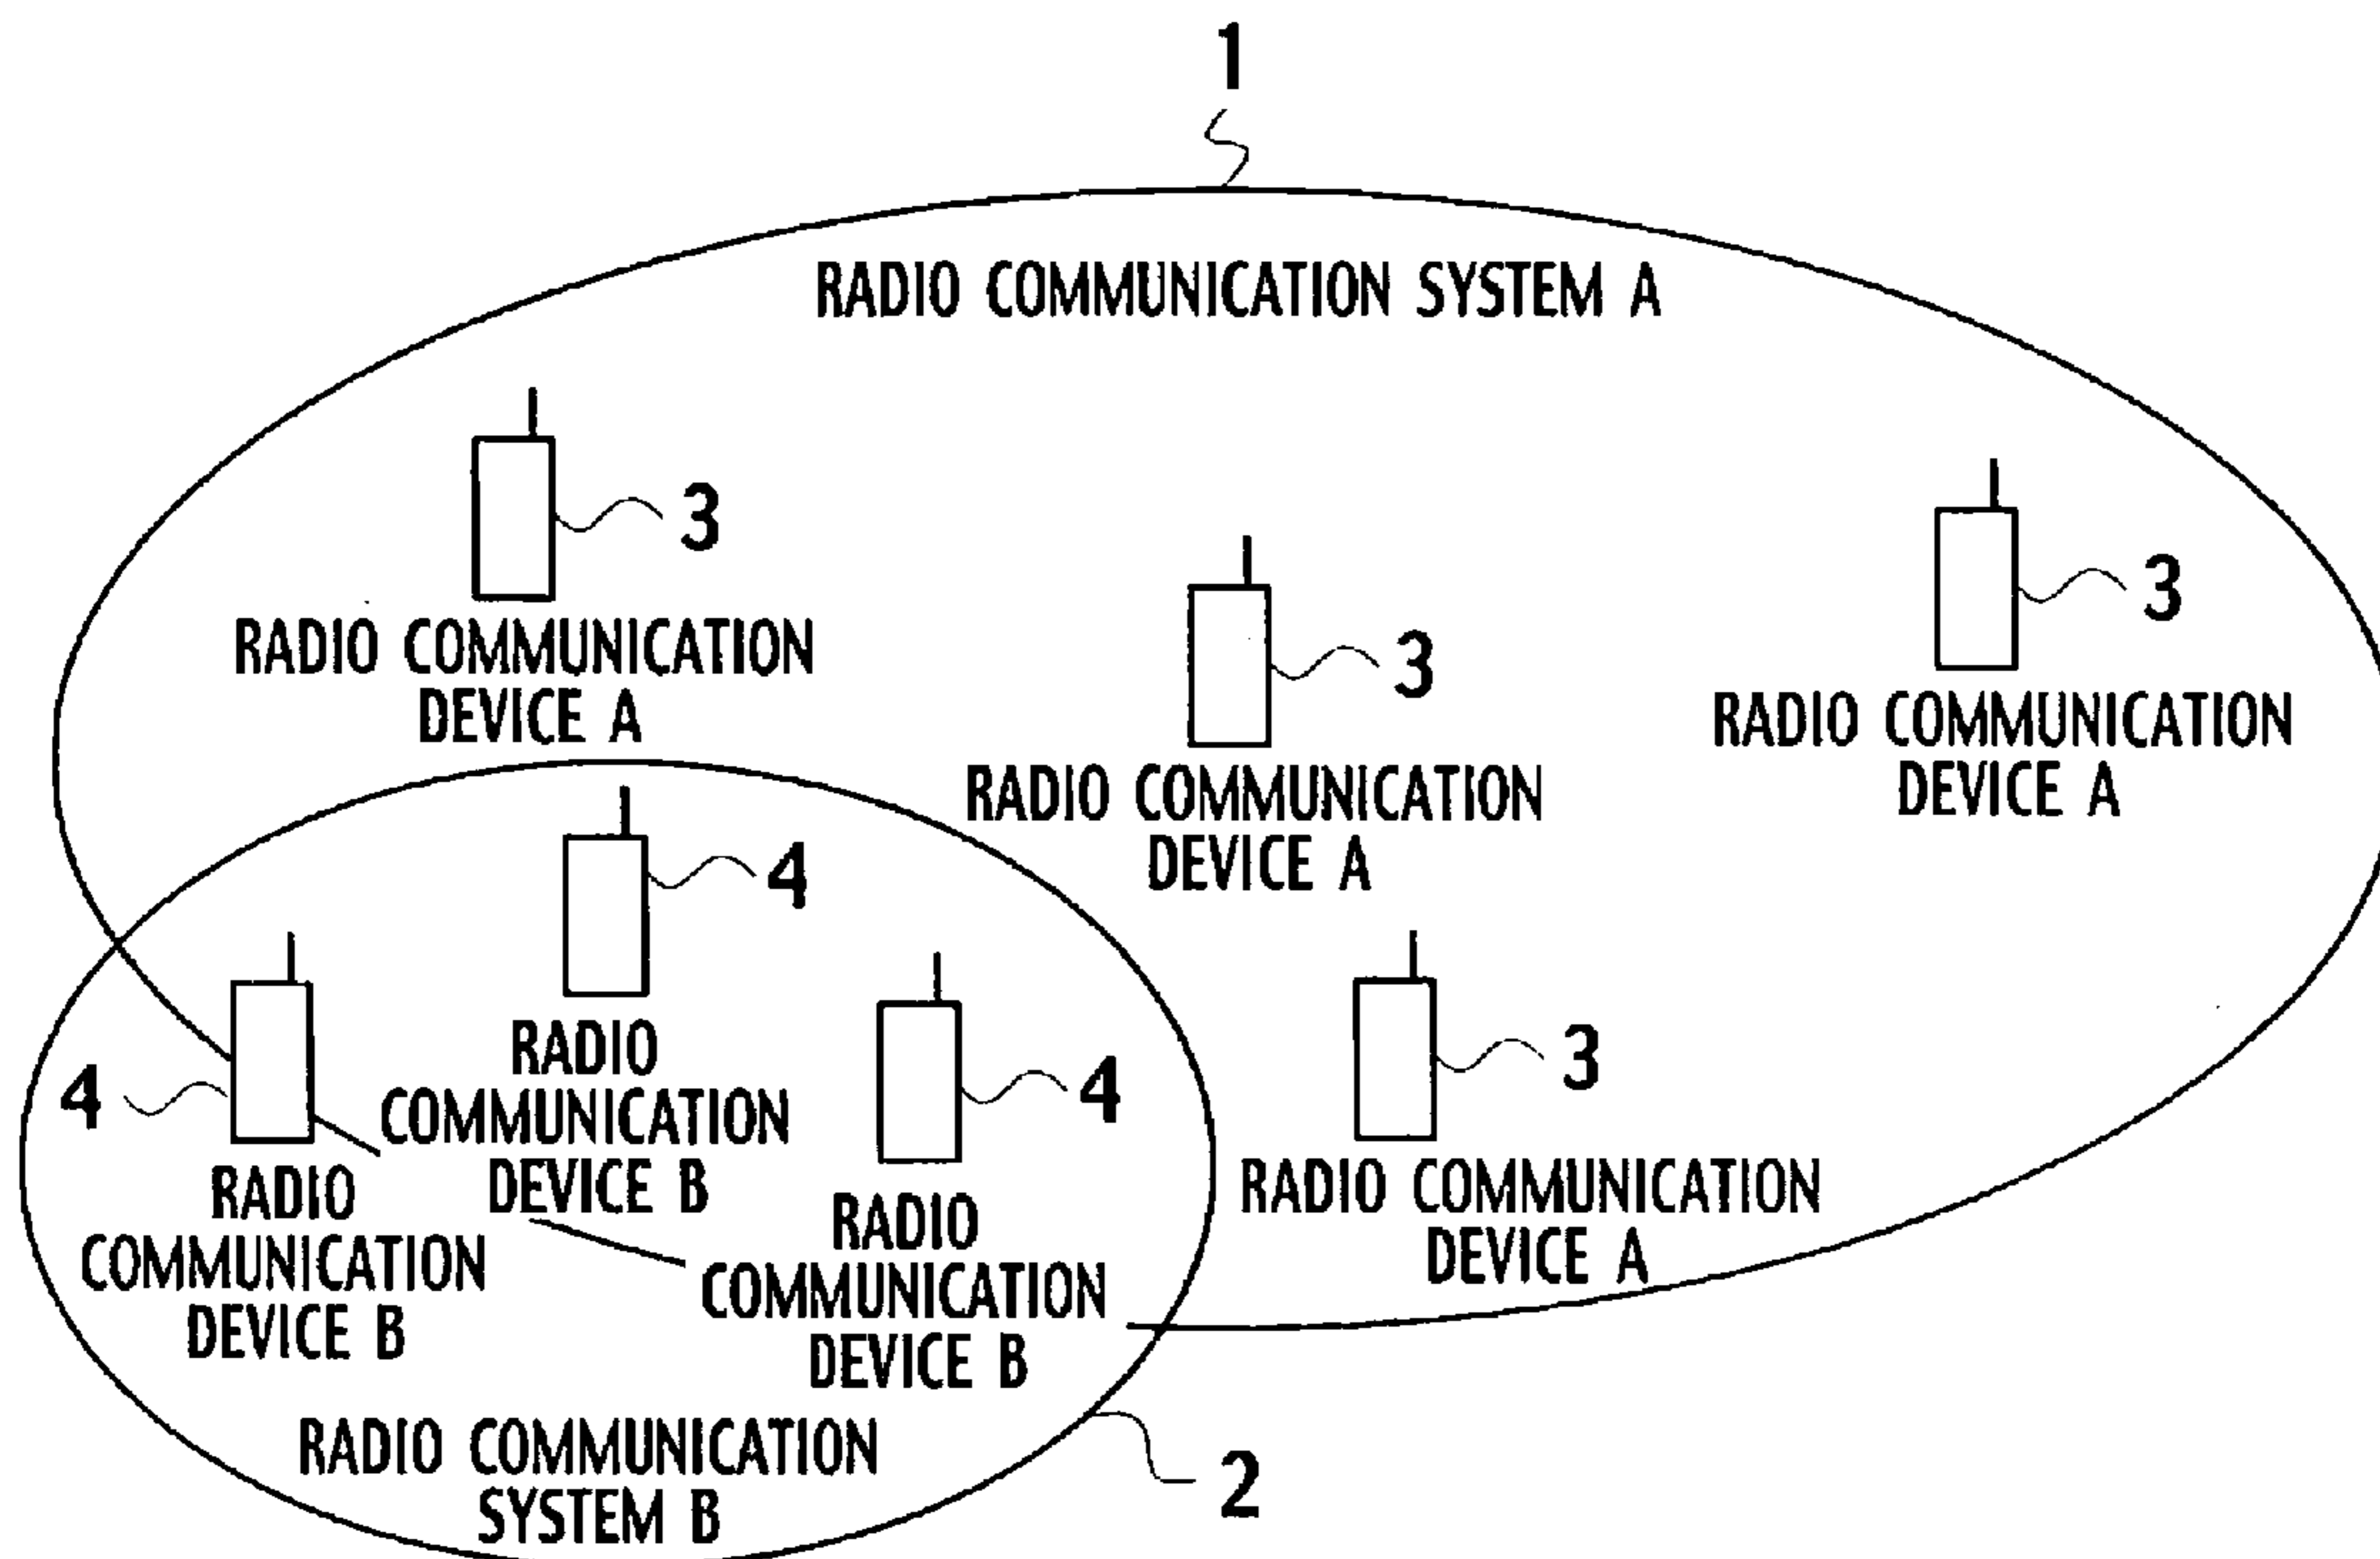 1
RADIO COMMUNICATION SYSTEM A
3
RADIO COMMUNICATION
DEVICE A
3
RADIO COMMUNICATION
DEVICE A
3
RADIO COMMUNICATION
DEVICE A
4
RADIO
COMMUNICATION
DEVICE B
4
RADIO
COMMUNICATION
DEVICE B
4
RADIO
COMMUNICATION
DEVICE B
3
RADIO COMMUNICATION
DEVICE A
RADIO COMMUNICATION
SYSTEM B
2